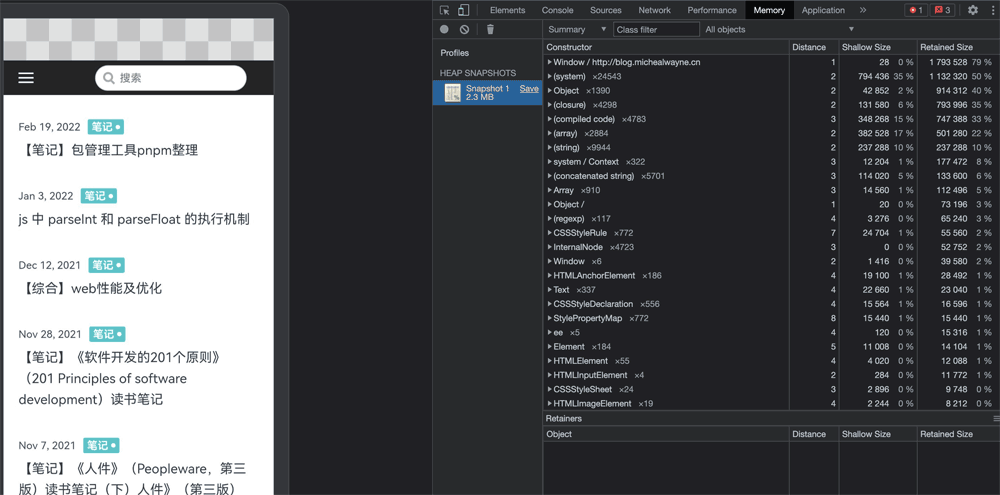 搜索
Feb 19, 2022 笔记
【笔记】包管理工具pnpm整理
Jan 3, 2022 笔记
js 中 parseInt 和 parseFloat 的执行机制
Dec 12, 2021 笔记
【综合】web性能及优化
Nov 28, 2021 笔记
【笔记】《软件开发的201个原则》
（201 Principles of software
development）读书笔记
Nov 7, 2021 笔记
【笔记】《人件》（Peopleware，第三
版）读书笔记（下）人件》（第三版）
Elements Console Sources Network Performance Memory Application » 1 3
Summary Class filter All objects
Profiles
HEAP SNAPSHOTS
Snapshot 1 Save
2.3 MB
Constructor Distance Shallow Size Retained Size
Window / http://blog.michealwayne.cn 1 28 0 % 1 793 528 79 %
(system) ×24543 2 794 436 35 % 1 132 320 50 %
Object ×1390 2 42 852 2 % 914 312 40 %
(closure) ×4298 2 131 580 6 % 793 996 35 %
(compiled code) ×4783 3 348 268 15 % 747 388 33 %
(array) ×2884 2 382 528 17 % 501 280 22 %
(string) ×9944 2 237 288 10 % 237 288 10 %
system / Context ×322 3 12 204 1 % 177 472 8 %
(concatenated string) ×5701 3 114 020 5 % 133 600 6 %
Array ×910 3 14 560 1 % 112 496 5 %
Object / 1 20 0 % 73 196 3 %
(regexp) ×117 4 3 276 0 % 65 240 3 %
CSSStyleRule ×772 7 24 704 1 % 55 560 2 %
InternalNode ×4723 3 0 0 % 52 752 2 %
Window ×6 2 1 416 0 % 39 580 2 %
HTMLAnchorElement ×186 4 19 100 1 % 28 492 1 %
Text ×337 4 22 660 1 % 23 040 1 %
CSSStyleDeclaration ×556 4 15 564 1 % 16 596 1 %
StylePropertyMap ×772 8 15 440 1 % 15 440 1 %
ee ×5 4 120 0 % 15 316 1 %
Element ×184 5 11 008 0 % 14 104 1 %
HTMLElement ×55 4 4 020 0 % 12 088 1 %
HTMLInputElement ×4 2 284 0 % 11 772 1 %
CSSStyleSheet ×24 3 2 896 0 % 9 748 0 %
HTMLImageElement ×19 4 2 244 0 % 8 212 0 %
Retainers
Object Distance Shallow Size Retained Size